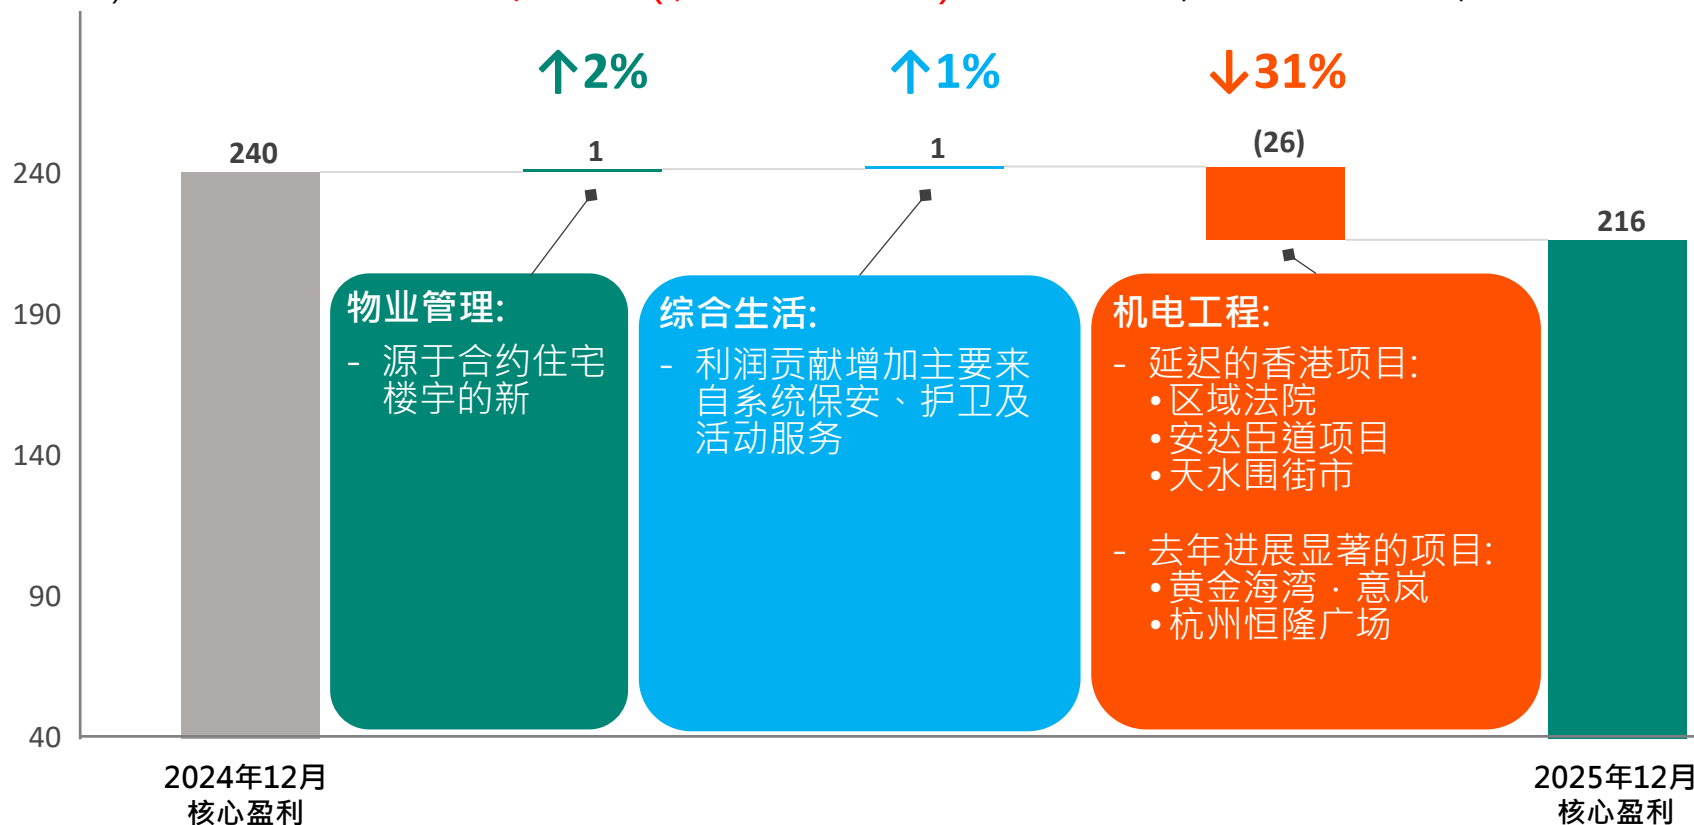 ↑2%
↑1%
↓31%
240
1
1
(26)
216
240
190
140
90
40
物业管理:
- 源于合约住宅
楼宇的新
综合生活:
- 利润贡献增加主要来
自系统保安、护卫及
活动服务
机电工程:
- 延迟的香港项目:
•区域法院
•安达臣道项目
•天水围街市
- 去年进展显著的项目:
•黄金海湾·意岚
•杭州恒隆广场
2024年12月
核心盈利
2025年12月
核心盈利